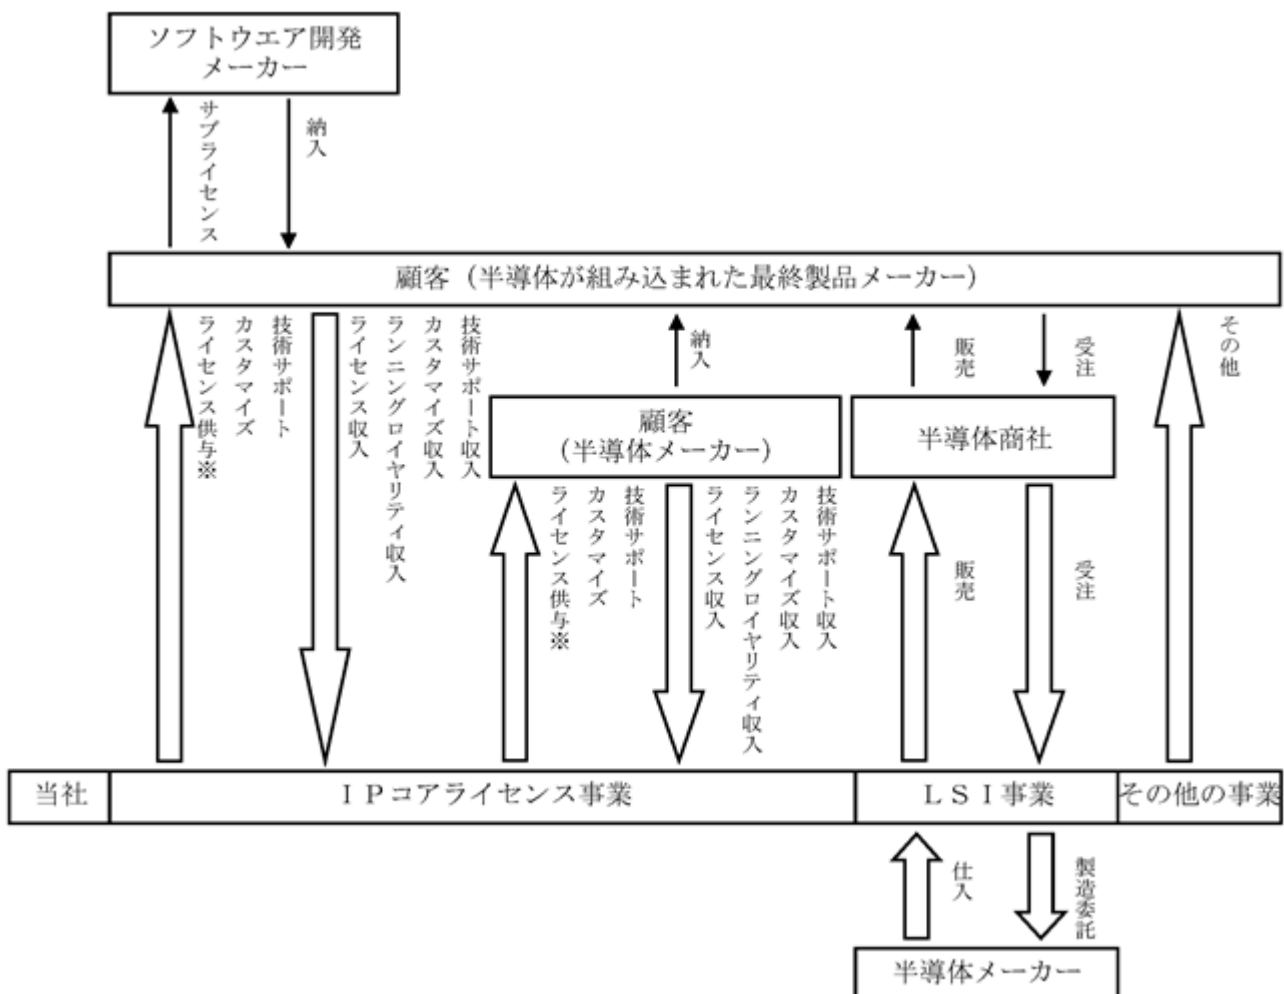 ソフトウエア開発
メーカー
サブライセンス
納入
顧客（半導体が組み込まれた最終製品メーカー）
ライセンス供与※
カスタマイズ
技術サポート
ライセンス収入
ランニングロイヤリティ収入
カスタマイズ収入
技術サポート収入
納入
販売
受注
その他
顧客
（半導体メーカー）
半導体商社
ライセンス供与※
カスタマイズ
技術サポート
ライセンス収入
ランニングロイヤリティ収入
カスタマイズ収入
技術サポート収入
販売
受注
当社
ＩＰコアライセンス事業
ＬＳＩ事業
その他の事業
仕入
製造委託
半導体メーカー